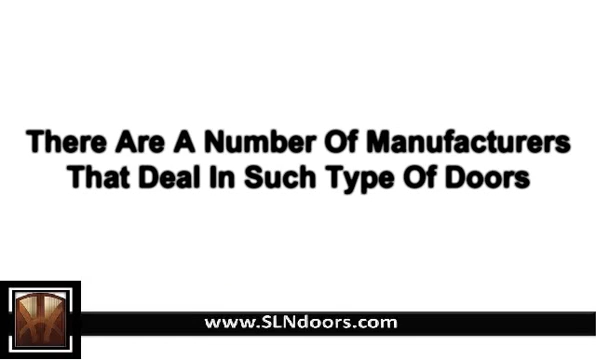 There Are A Number Of Manufacturers
That Deal In Such Type Of Doors
www.SLNdoors.com